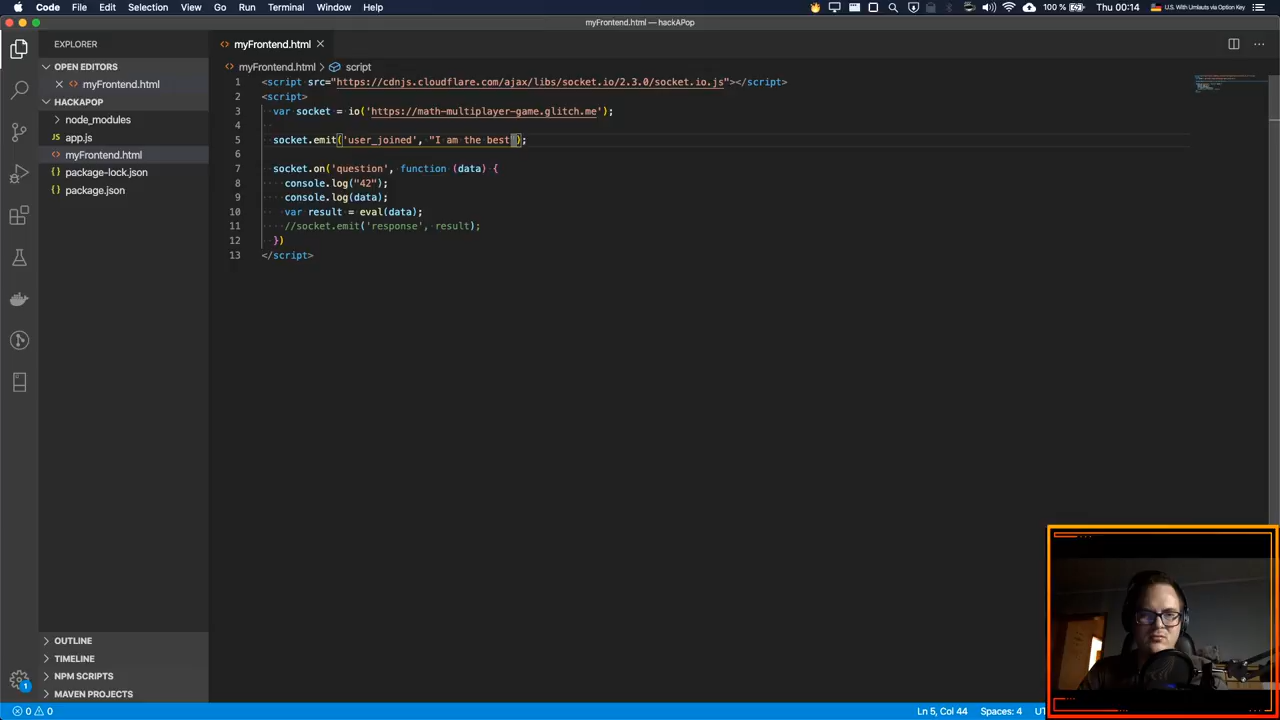 Code File Edit Selection View Go Run Terminal Window Help
100 % Thu 00:14 U.S. With Umlauts via Option Key
myFrontend.html — hackAPop
EXPLORER
OPEN EDITORS
myFrontend.html
HACKAPOP
node_modules
JS app.js
myFrontend.html
{} package-lock.json
{} package.json
OUTLINE
TIMELINE
NPM SCRIPTS
MAVEN PROJECTS
myFrontend.html
myFrontend.html > script
1 <script src="https://cdnjs.cloudflare.com/ajax/libs/socket.io/2.3.0/socket.io.js"></script>
2 <script>
3 var socket = io('https://math-multiplayer-game.glitch.me');
4
5 socket.emit('user_joined', "I am the best");
6
7 socket.on('question', function (data) {
8 console.log("42");
9 console.log(data);
10 var result = eval(data);
11 //socket.emit('response', result);
12 })
13 </script>
1
0 0 Ln 5, Col 44 Spaces: 4 UT